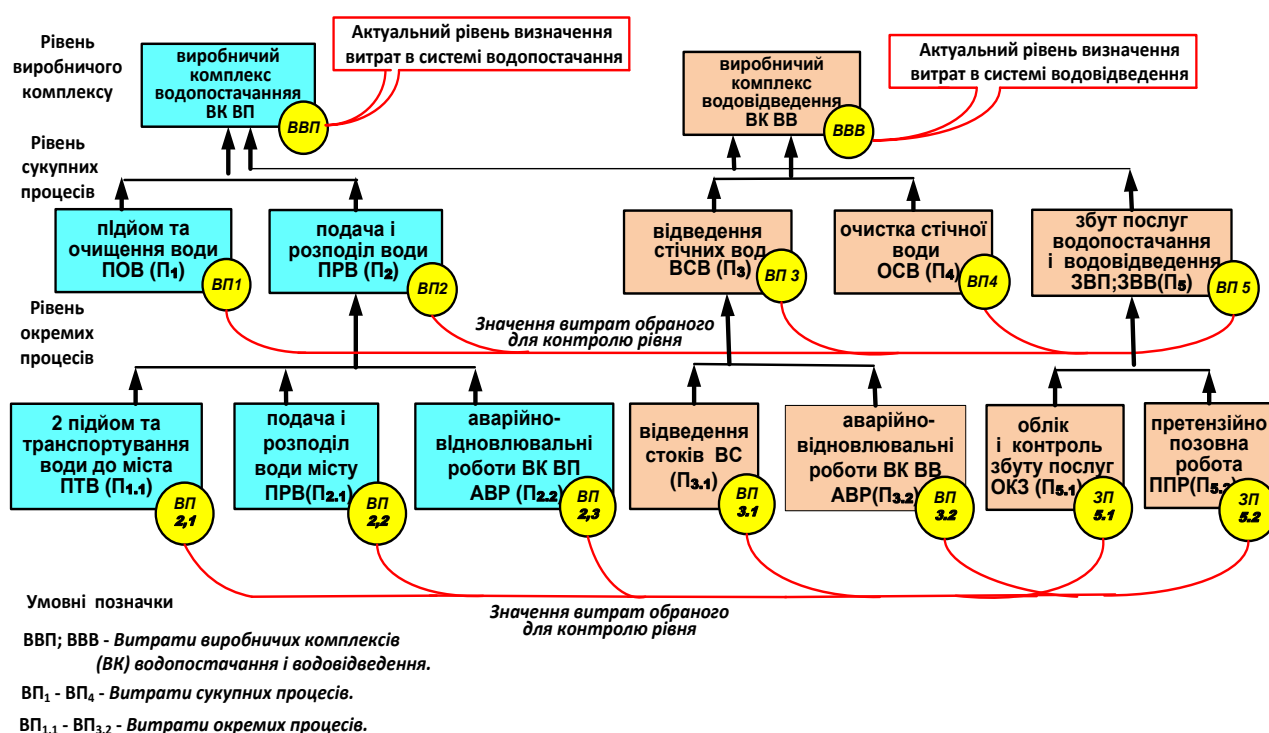 Рівень
виробничого
комплексу
виробничий
комплекс
водопостачанняя
ВК ВП
ВВП
Актуальний рівень визначення
витрат в системі водопостачання
виробничий
комплекс
водовідведення
ВК ВВ
ВВВ
Актуальний рівень визначення
витрат в системі водовідведення
Рівень
сукупних
процесів
підйом та
очищення води
ПОВ (П₁)
ВП1
подача і
розподіл води
ПРВ (П₂)
ВП2
відведення
стічних вод
ВСВ (П₃)
ВП 3
очистка стічної
води
ОСВ (П₄)
ВП4
збут послуг
водопостачання
і водовідведення
ЗВП;ЗВВ(П₅)
ВП 5
Рівень
окремих
процесів
Значення витрат обраного
для контролю рівня
2 підйом та
транспортування
води до міста
ПТВ (П₁.₁)
ВП
2,1
подача і
розподіл
води місту
ПРВ(П₂.₁)
ВП
2,2
аварійно-
відновлювальні
роботи ВК ВП
АВР (П₂.₂)
ВП
2,3
відведення
стоків ВС
(П₃.₁)
ВП
3.1
аварійно-
відновлювальні
роботи ВК ВВ
АВР(П₃.₂)
ВП
3.2
облік
і контроль
збуту послуг
ОКЗ (П₅.₁)
ЗП
5.1
претензійно
позовна
робота
ППР(П₅.₂)
ЗП
5.2
Значення витрат обраного
для контролю рівня
Умовні позначки
ВВП; ВВВ - Витрати виробничих комплексів
(ВК) водопостачання і водовідведення.
ВП₁ - ВП₄ - Витрати сукупних процесів.
ВП₁.₁ - ВП₃.₂ - Витрати окремих процесів.